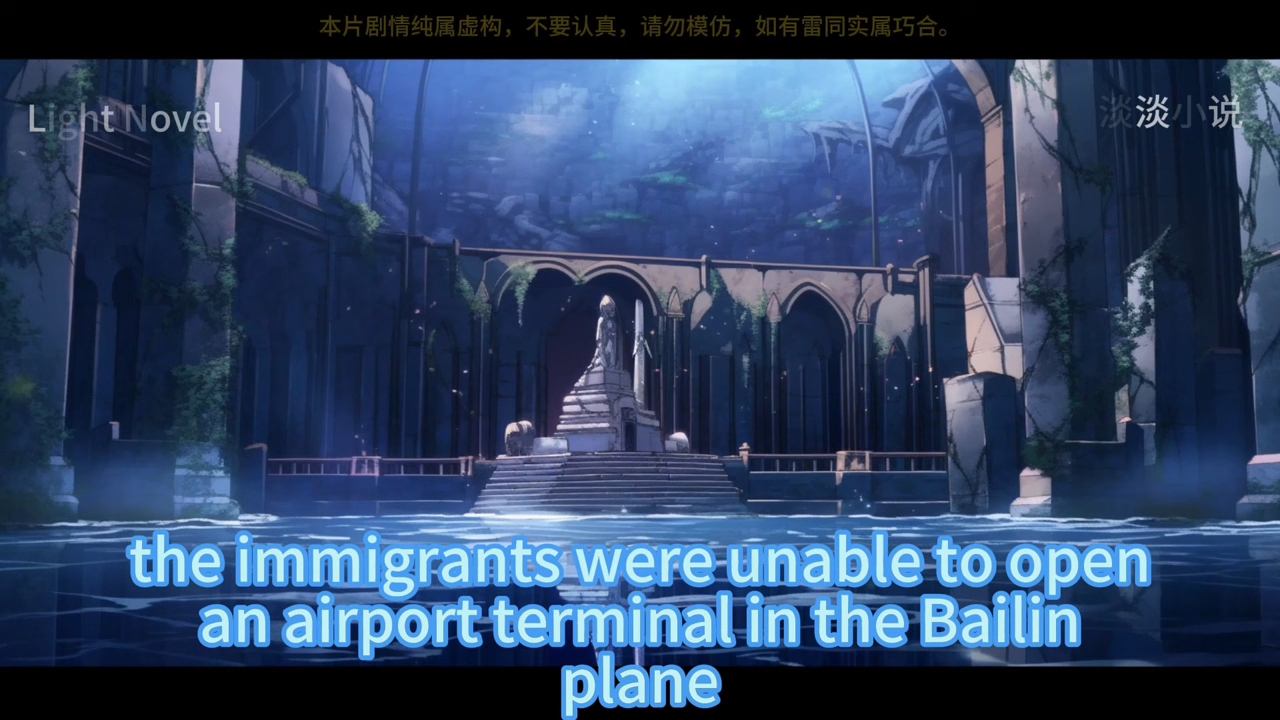 本片剧情纯属虚构，不要认真，请勿模仿，如有雷同实属巧合。
Light Novel
淡淡小说
the immigrants were unable to open
an airport terminal in the Bailin
plane